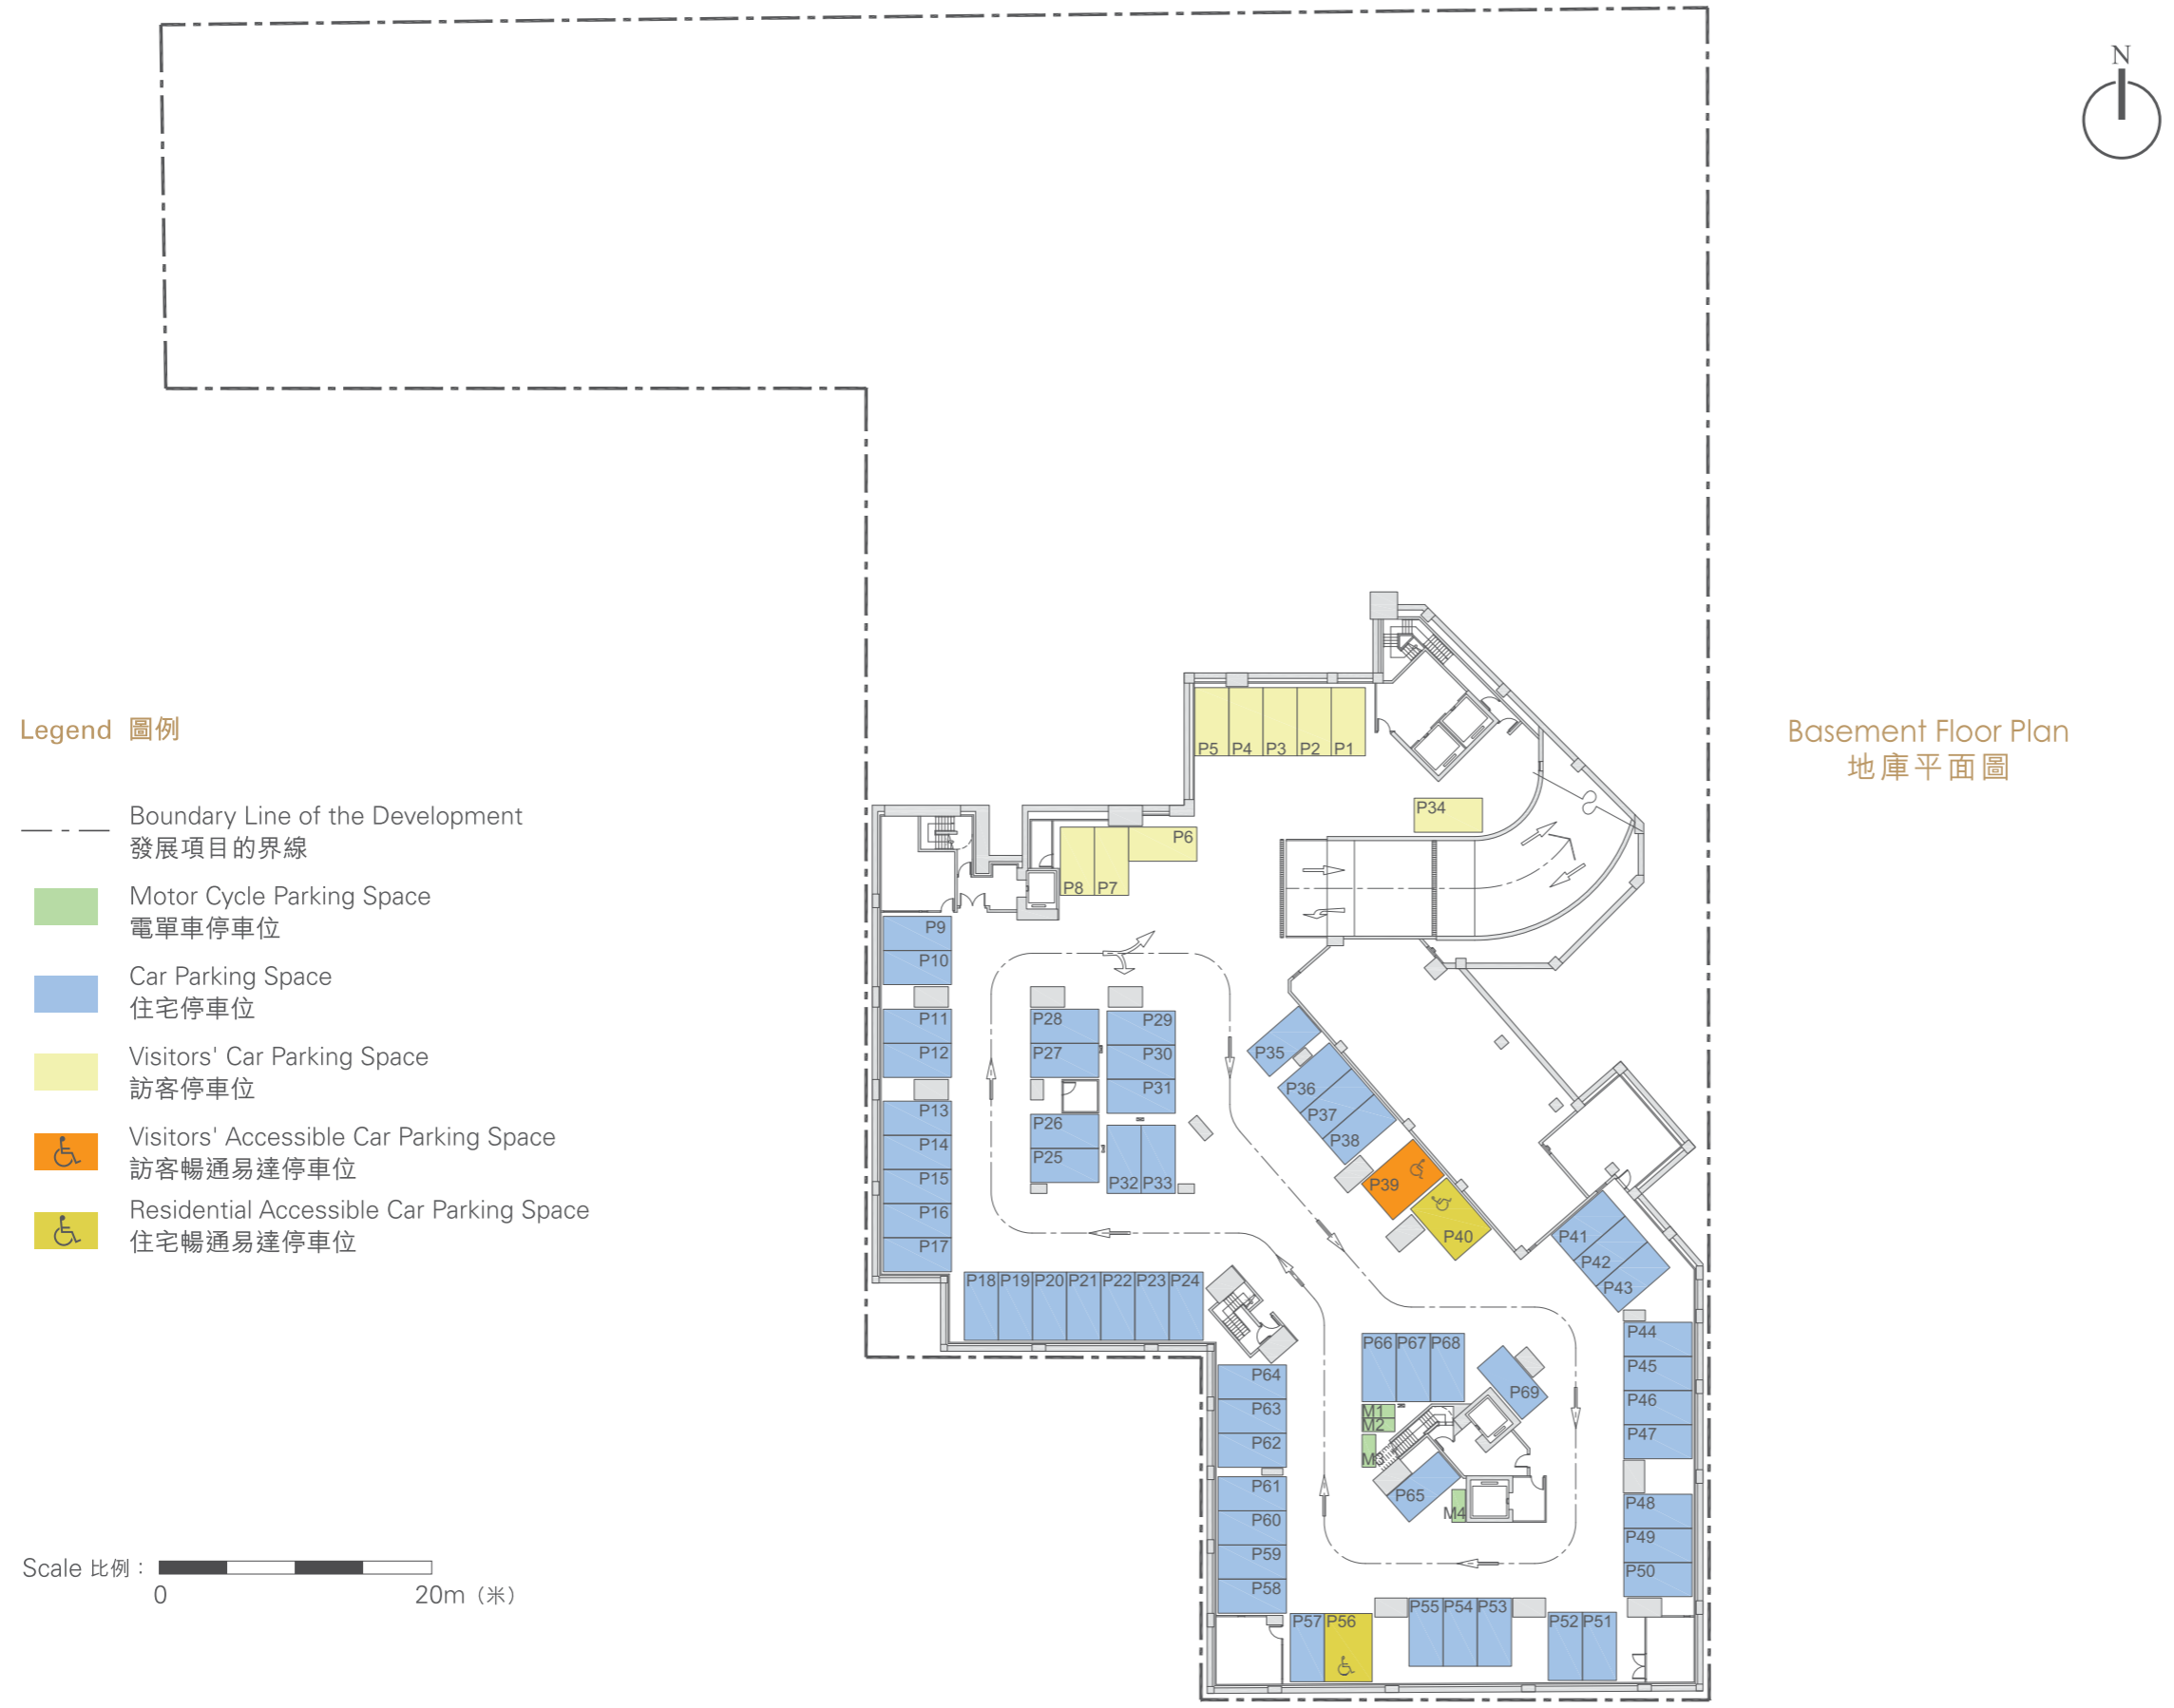 N
Legend 圖例
Boundary Line of the Development
發展項目的界線
Motor Cycle Parking Space
電單車停車位
Car Parking Space
住宅停車位
Visitors' Car Parking Space
訪客停車位
Visitors' Accessible Car Parking Space
訪客暢通易達停車位
Residential Accessible Car Parking Space
住宅暢通易達停車位
Scale 比例：
0
20m（米）
Basement Floor Plan
地庫平面圖
P5 P4 P3 P2 P1
P34
P6
P8 P7
P9
P10
P11
P12
P13
P14
P15
P16
P17
P28
P27
P26
P25
P29
P30
P31
P32 P33
P35
P36
P37
P38
P39
P40
P41
P42
P43
P18 P19 P20 P21 P22 P23 P24
P44
P45
P46
P47
P48
P49
P50
P66 P67 P68
P69
M1
M2
M3
P65
M4
P64
P63
P62
P61
P60
P59
P58
P57 P56
P55 P54 P53
P52 P51